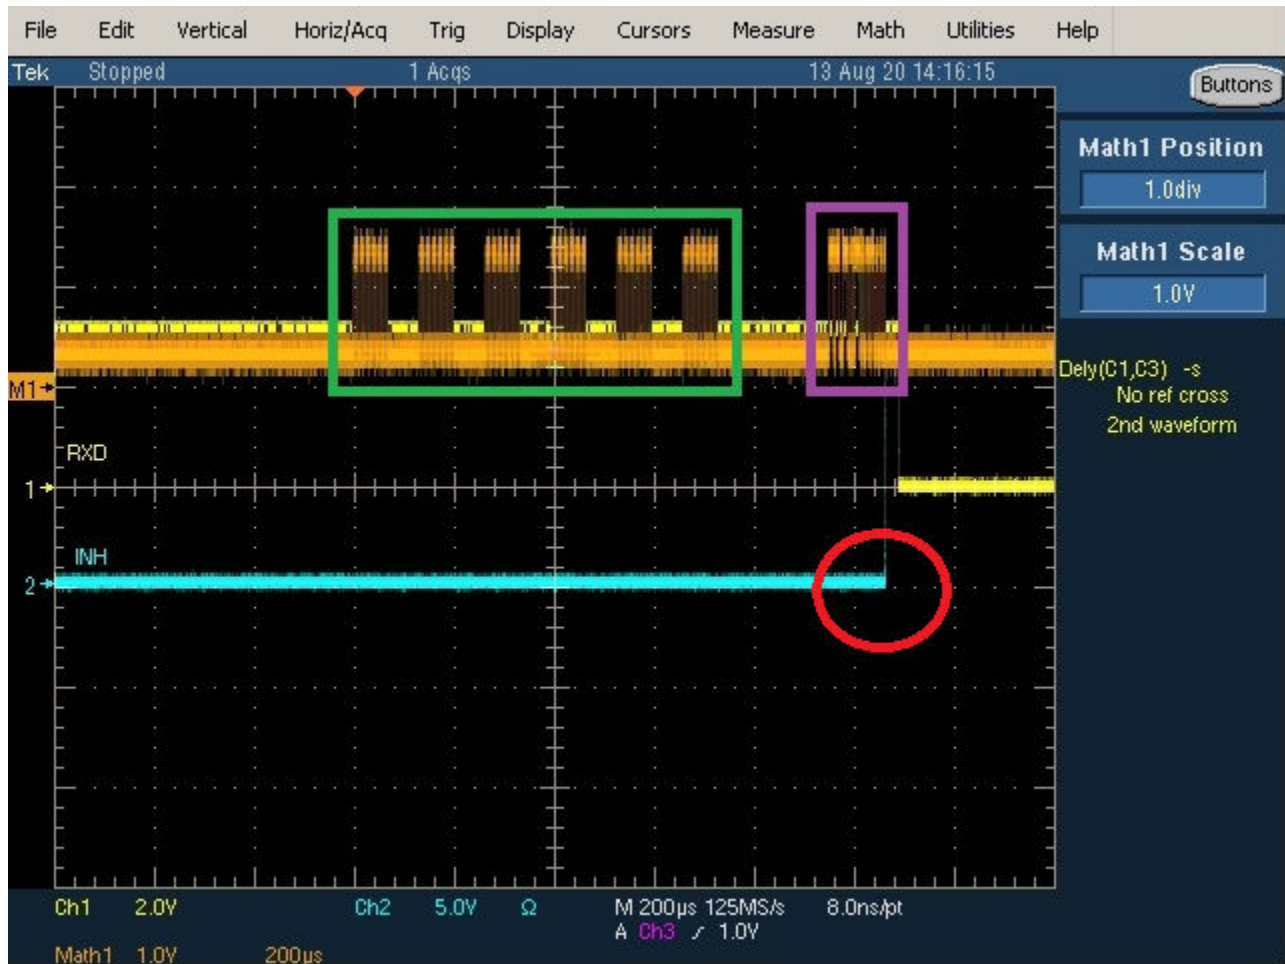 File Edit Vertical Horiz/Acq Trig Display Cursors Measure Math Utilities Help
Tek Stopped 1 Acqs 13 Aug 20 14:16:15
Buttons
Math1 Position
1.0div
Math1 Scale
1.0V
Dely(C1,C3) -s
No ref cross
2nd waveform
M1
RXD
1
INH
2
Ch1 2.0V Ch2 5.0V Ω M 200µs 125MS/s 8.0ns/pt
A Ch3 / 1.0V
Math1 1.0V 200µs